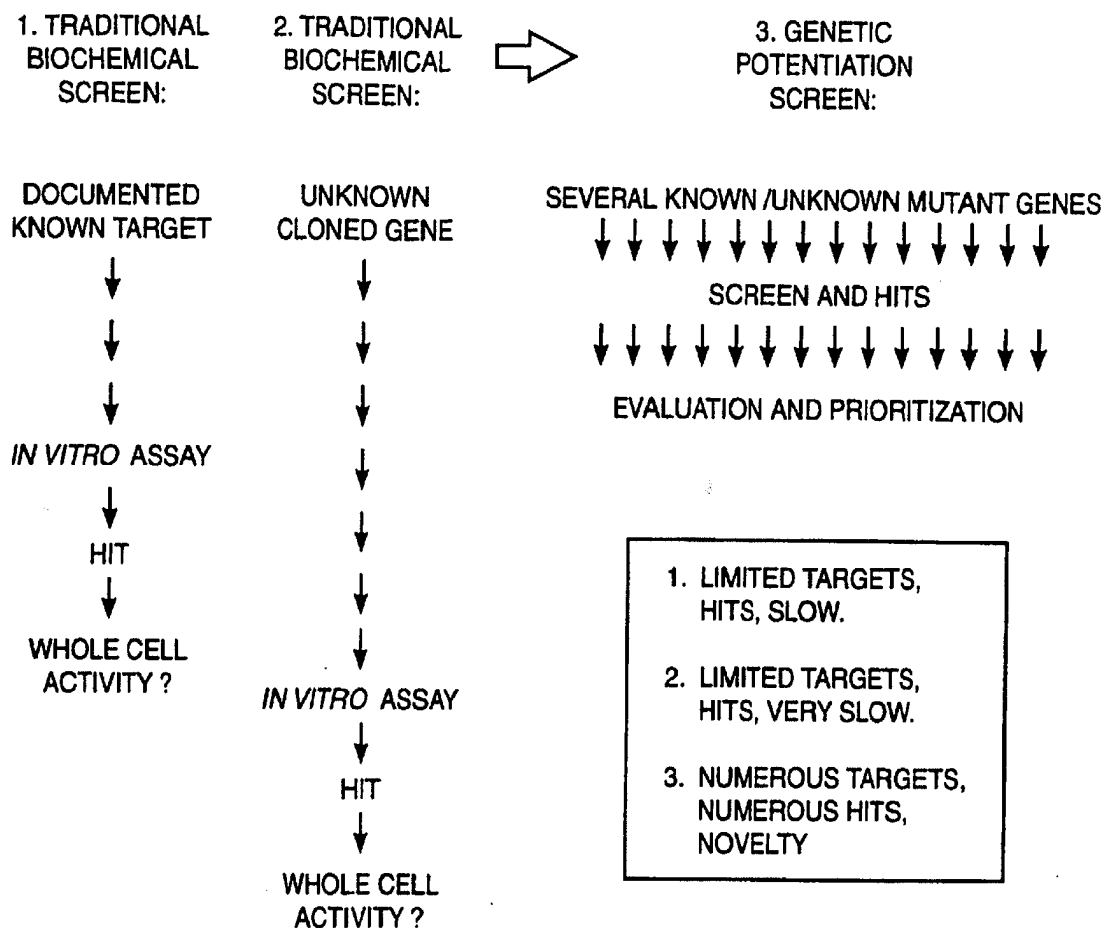 1. TRADITIONAL
BIOCHEMICAL
SCREEN:
DOCUMENTED
KNOWN TARGET
IN VITRO ASSAY
HIT
WHOLE CELL
ACTIVITY ?
2. TRADITIONAL
BIOCHEMICAL
SCREEN:
UNKNOWN
CLONED GENE
IN VITRO ASSAY
HIT
WHOLE CELL
ACTIVITY ?
3. GENETIC
POTENTIATION
SCREEN:
SEVERAL KNOWN /UNKNOWN MUTANT GENES
SCREEN AND HITS
EVALUATION AND PRIORITIZATION
1. LIMITED TARGETS,
HITS, SLOW.
2. LIMITED TARGETS,
HITS, VERY SLOW.
3. NUMEROUS TARGETS,
NUMEROUS HITS,
NOVELTY